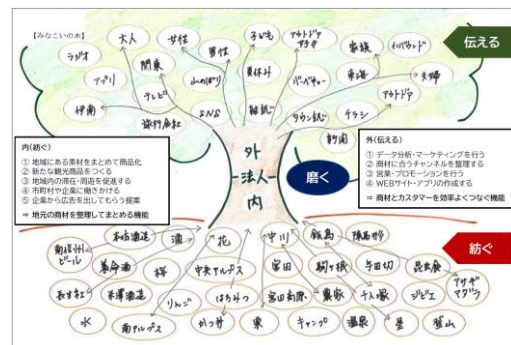 【みなこいの木】
伝える
大人
女性
男性
子ども
アウトドア
好き
家族
インバウンド
ラジオ
関東
山のぼり
夏休み
バーベキュー
東海
夫婦
アプリ
テレビ
SNS
雑誌
タウン誌
チラシ
アウトドア
伊南
旅行会社
新聞
外
法人
内
磨く
内(紡ぐ)
① 地域にある素材をまとめて商品化
② 新たな観光商品をつくる
③ 地域内の滞在・周遊を促進する
④ 市町村や企業に働きかける
⑤ 企業から広告を出してもらう提案
⇒ 地元の商材を整理してまとめる機能
外(伝える)
① データ分析・マーケティングを行う
② 商材に合うチャンネルを整理する
③ 営業・プロモーションを行う
④ WEBサイト・アプリの作成する
⇒ 商材とカスタマーを効率よくつなぐ機能
紡ぐ
本坊酒造
酒
花
中川
飯島
南信州
ビール
養命酒
桜
中央アルプス
宮田
駒ヶ根
与田切
昆虫食
アサギ
マダラ
長生社
米澤酒造
りんご
はちみつ
宮田高原
農家
千人塚
ジビエ
水
南アルプス
かつ丼
栗
キャンプ
温泉
星
登山